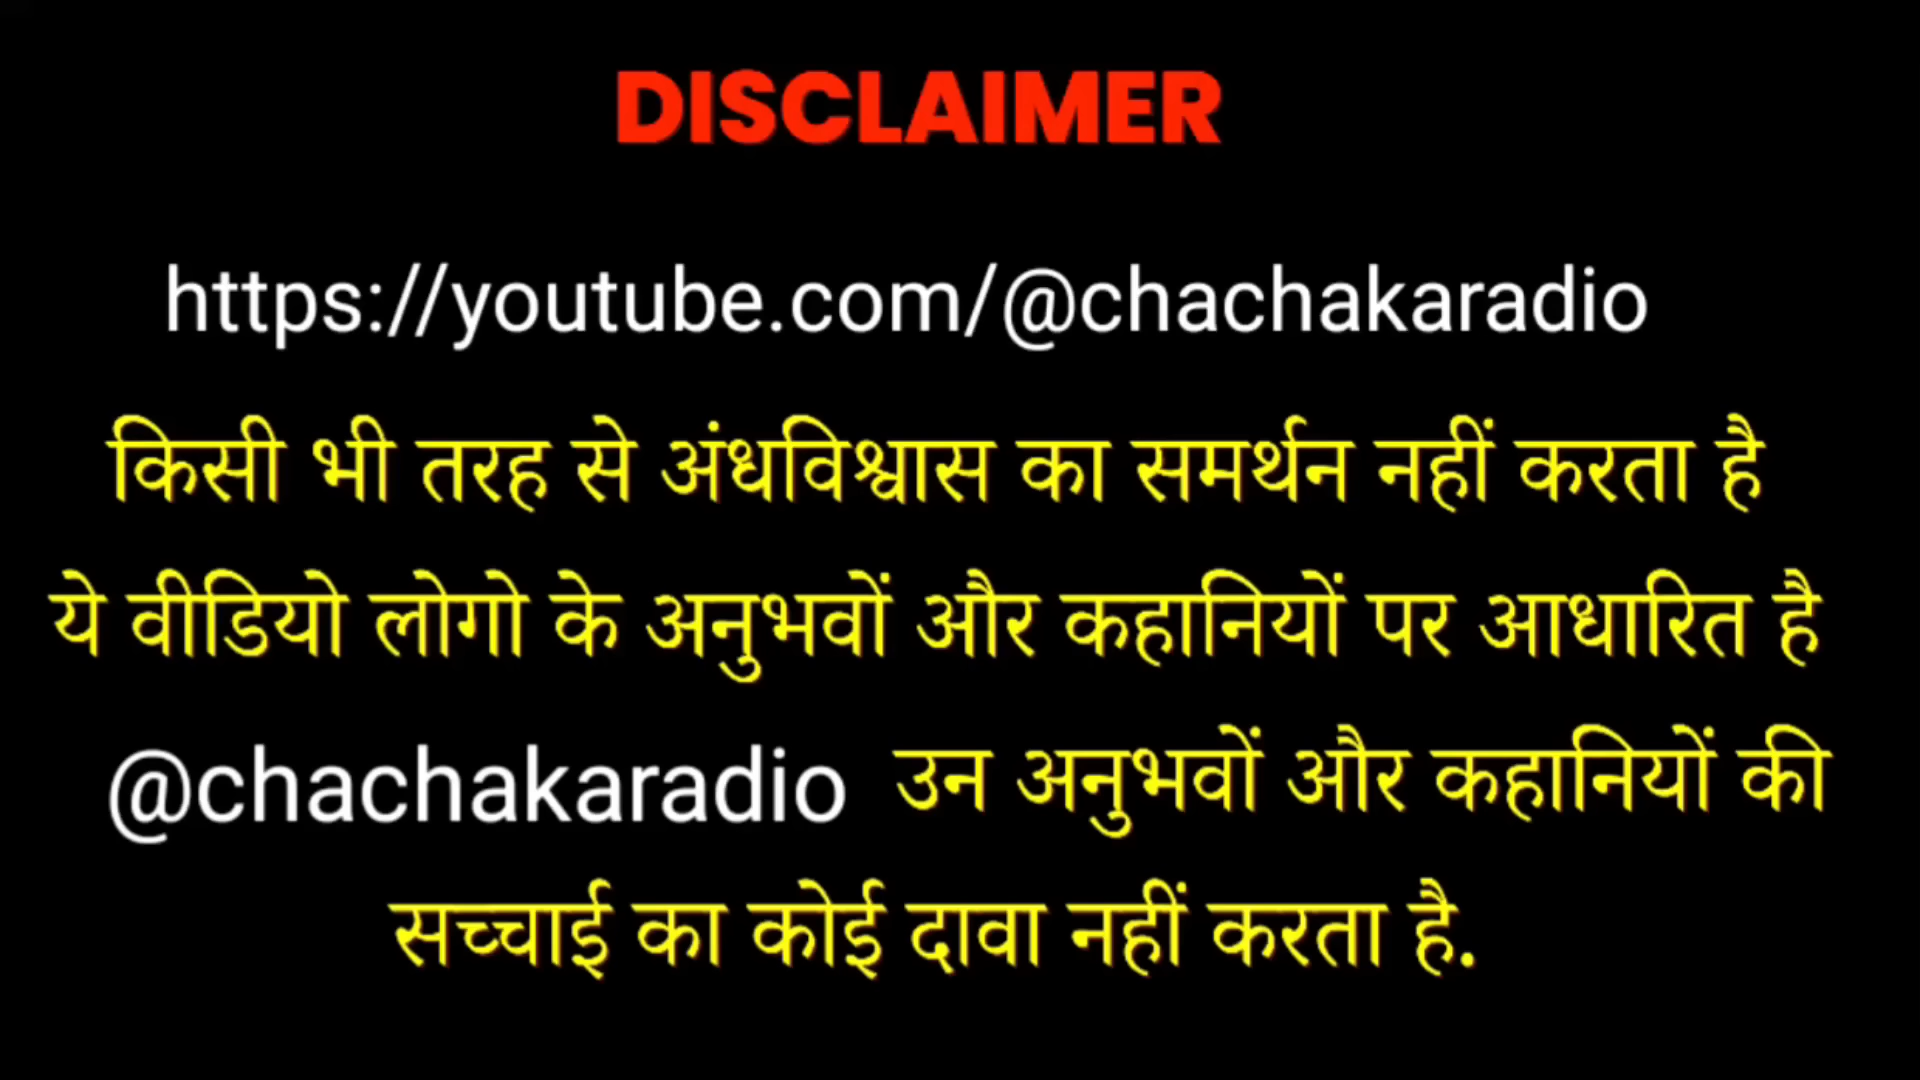 DISCLAIMER
https://youtube.com/@chachakaradio
किसी भी तरह से अंधविश्वास का समर्थन नहीं करता है
ये वीडियो लोगो के अनुभवों और कहानियों पर आधारित है
@chachakaradio उन अनुभवों और कहानियों की
सच्चाई का कोई दावा नहीं करता है.